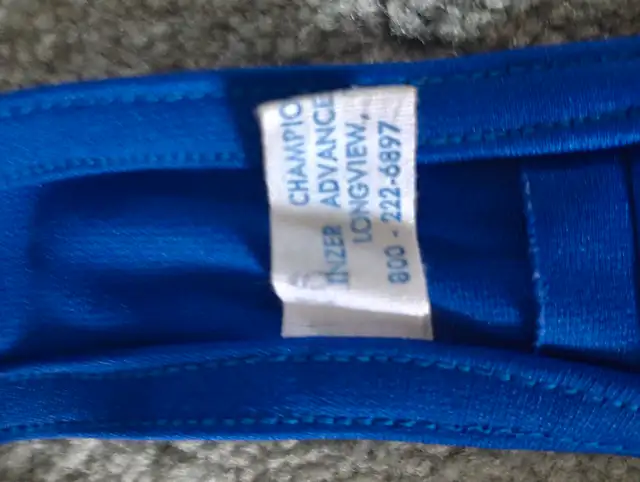 CHAMPIO
INZER ADVANCE
LONGVIEW,
800 - 222-6897